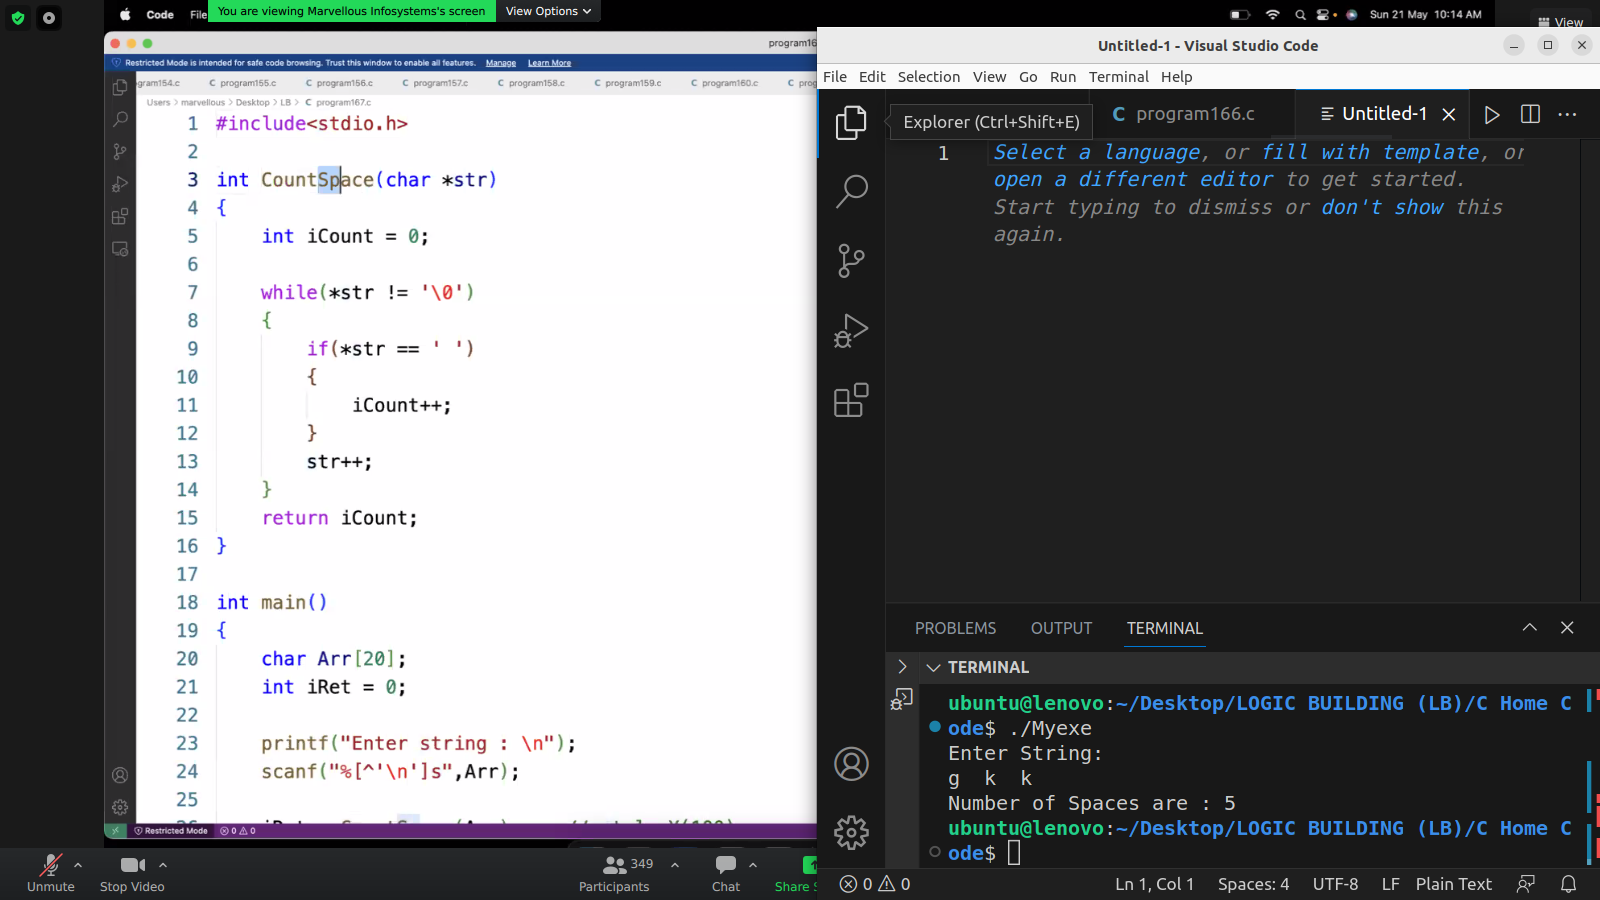 Code File
You are viewing Marvellous Infosystems's screen View Options
Sun 21 May 10:14 AM
View
program16
Restricted Mode is intended for safe code browsing. Trust this window to enable all features. Manage Learn More
gram154.c C program155.c C program156.c C program157.c C program158.c C program159.c C program160.c C prog
Users > marvellous > Desktop > LB > C program167.c
1 #include<stdio.h>
2
3 int CountSpace(char *str)
4 {
5 int iCount = 0;
6
7 while(*str != '\0')
8 {
9 if(*str == ' ')
10 {
11 iCount++;
12 }
13 str++;
14 }
15 return iCount;
16 }
17
18 int main()
19 {
20 char Arr[20];
21 int iRet = 0;
22
23 printf("Enter string : \n");
24 scanf("%[^'\n']s",Arr);
25
Restricted Mode 0 0
Unmute
Stop Video
349
Participants
Chat
Share S
Untitled-1 - Visual Studio Code
File Edit Selection View Go Run Terminal Help
Explorer (Ctrl+Shift+E)
C program166.c
Untitled-1
1 Select a language, or fill with template, or
open a different editor to get started.
Start typing to dismiss or don't show this
again.
PROBLEMS OUTPUT TERMINAL
TERMINAL
ubuntu@lenovo:~/Desktop/LOGIC BUILDING (LB)/C Home C
ode$ ./Myexe
Enter String:
g  k  k
Number of Spaces are : 5
ubuntu@lenovo:~/Desktop/LOGIC BUILDING (LB)/C Home C
ode$
0 0 Ln 1, Col 1 Spaces: 4 UTF-8 LF Plain Text